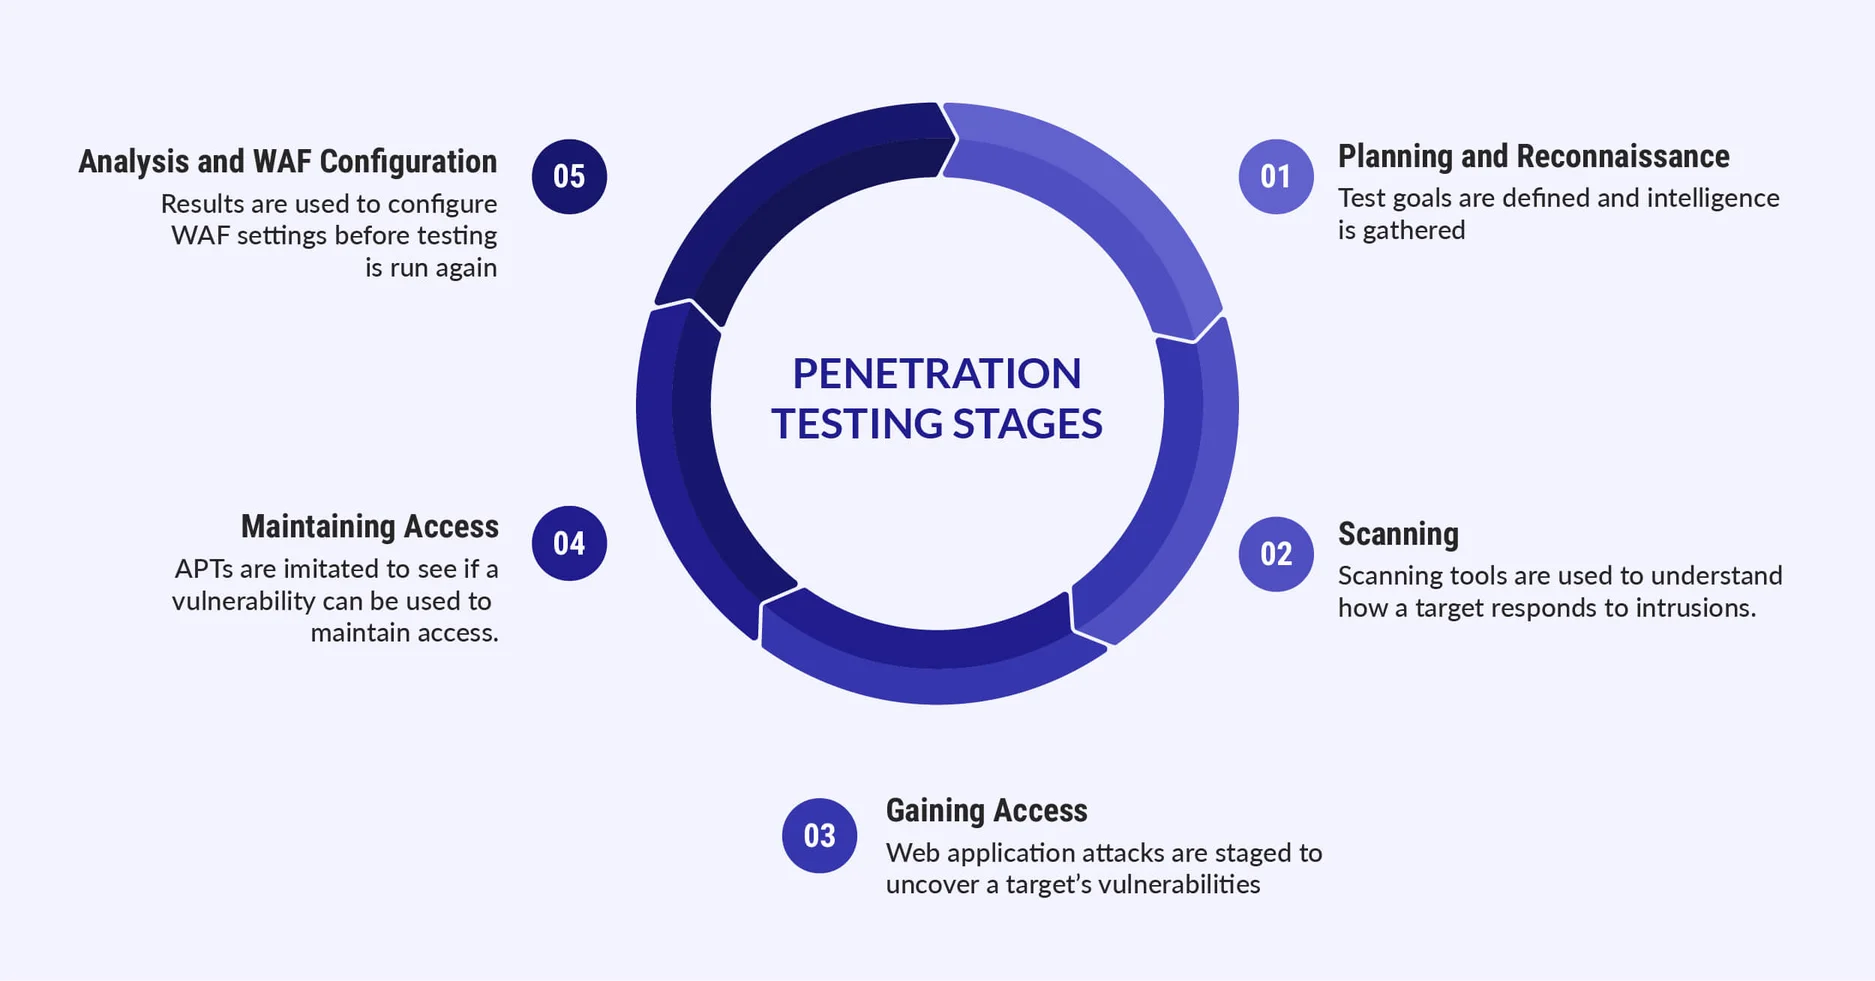 PENETRATION
TESTING STAGES
01
Planning and Reconnaissance
Test goals are defined and intelligence
is gathered
02
Scanning
Scanning tools are used to understand
how a target responds to intrusions.
03
Gaining Access
Web application attacks are staged to
uncover a target’s vulnerabilities
04
Maintaining Access
APTs are imitated to see if a
vulnerability can be used to
maintain access.
05
Analysis and WAF Configuration
Results are used to configure
WAF settings before testing
is run again